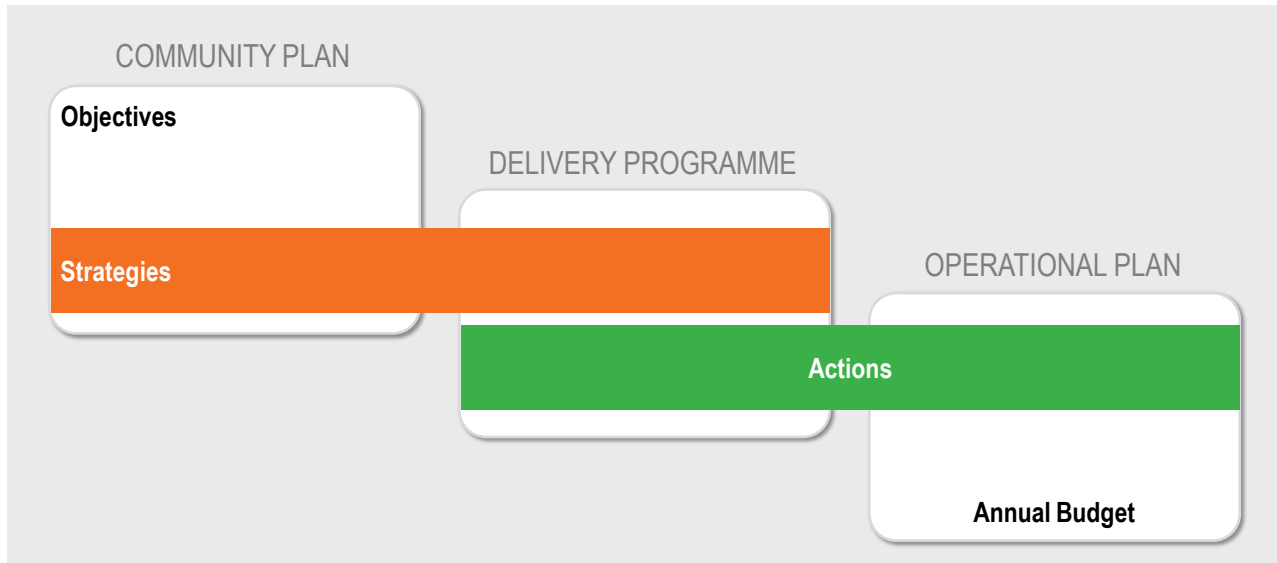 COMMUNITY PLAN
Objectives
DELIVERY PROGRAMME
Strategies
OPERATIONAL PLAN
Actions
Annual Budget